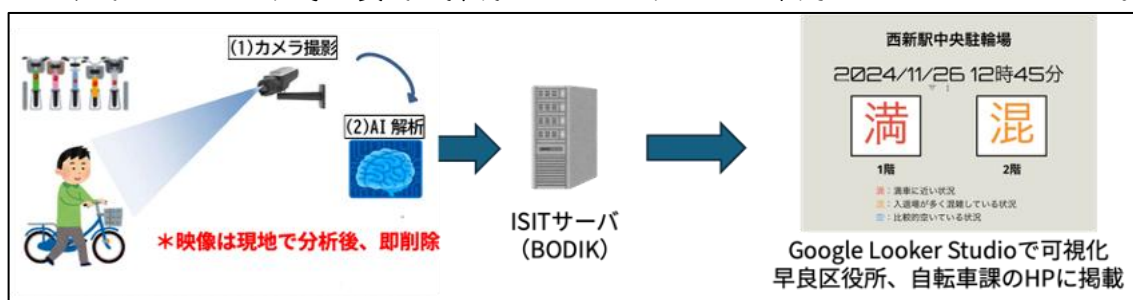 (1)カメラ撮影
(2)AI 解析
＊映像は現地で分析後、即削除
ISITサーバ
（BODIK）
西新駅中央駐輪場
2024/11/26 12時45分
満
混
1階
2階
満：満車に近い状況
混：入退場が多く混雑している状況
空：比較的空いている状況
Google Looker Studioで可視化
早良区役所、自転車課のHPに掲載